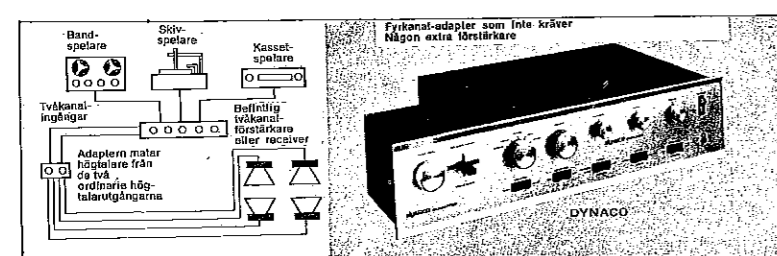 Band-
spelare
Skiv-
spelare
Kasset-
spelare
Tvåkanal-
ingångar
Befintlig
tvåkanal-
förstärkare
eller receiver
Adaptern matar
högtalare från
de två
ordinarie hög-
talarutgångarna
Fyrkanal-adapter som inte kräver
Någon extra förstärkare
DYNACO